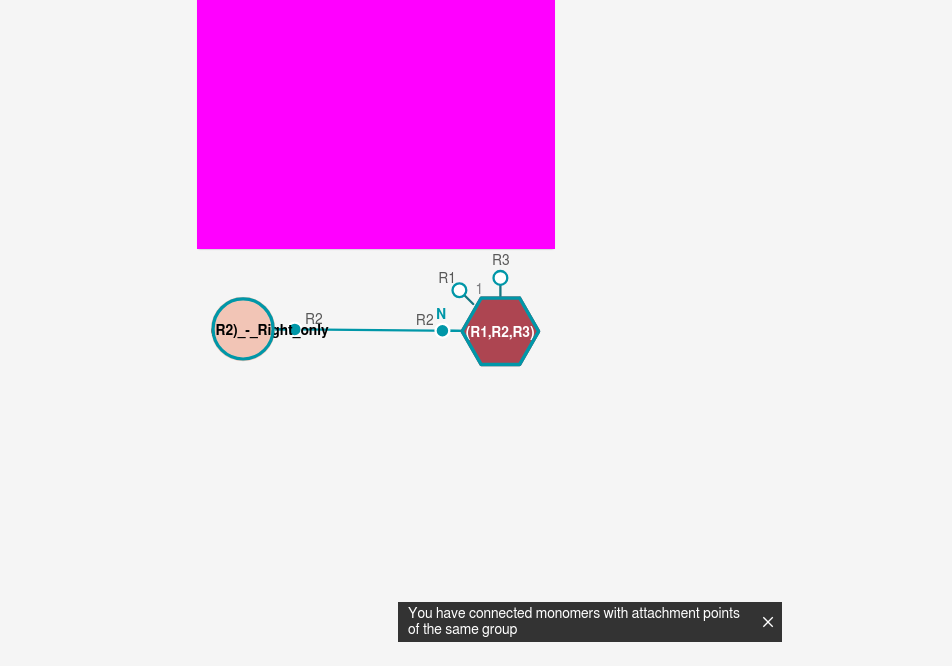 R3
R1
1
N
R2
R2
R2)_-_Right_only
(R1,R2,R3)
You have connected monomers with attachment points
of the same group